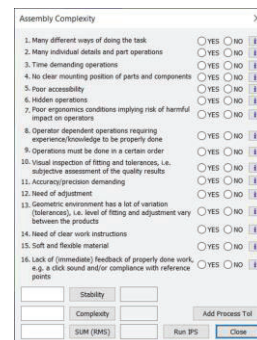 Assembly Complexity X
1. Many different ways of doing the task YES NO i
2. Many individual details and part operations YES NO i
3. Time demanding operations YES NO i
4. No clear mounting position of parts and components YES NO i
5. Poor accessibility YES NO i
6. Hidden operations YES NO i
7. Poor ergonomics conditions implying risk of harmful
impact on operators YES NO i
8. Operator dependent operations requiring
experience/knowledge to be properly done YES NO i
9. Operations must be done in a certain order YES NO i
10. Visual inspection of fitting and tolerances, i.e.
subjective assessment of the quality results YES NO i
11. Accuracy/precision demanding YES NO i
12. Need of adjustment YES NO i
13. Geometric environment has a lot of variation
(tolerances), i.e. level of fitting and adjustment vary
between the products YES NO i
14. Need of clear work instructions YES NO i
15. Soft and flexible material YES NO i
16. Lack of (immediate) feedback of properly done work,
e.g. a click sound and/or compliance with reference
points YES NO i
Stability
Complexity Add Process Tol
SUM (RMS) Run IPS Close